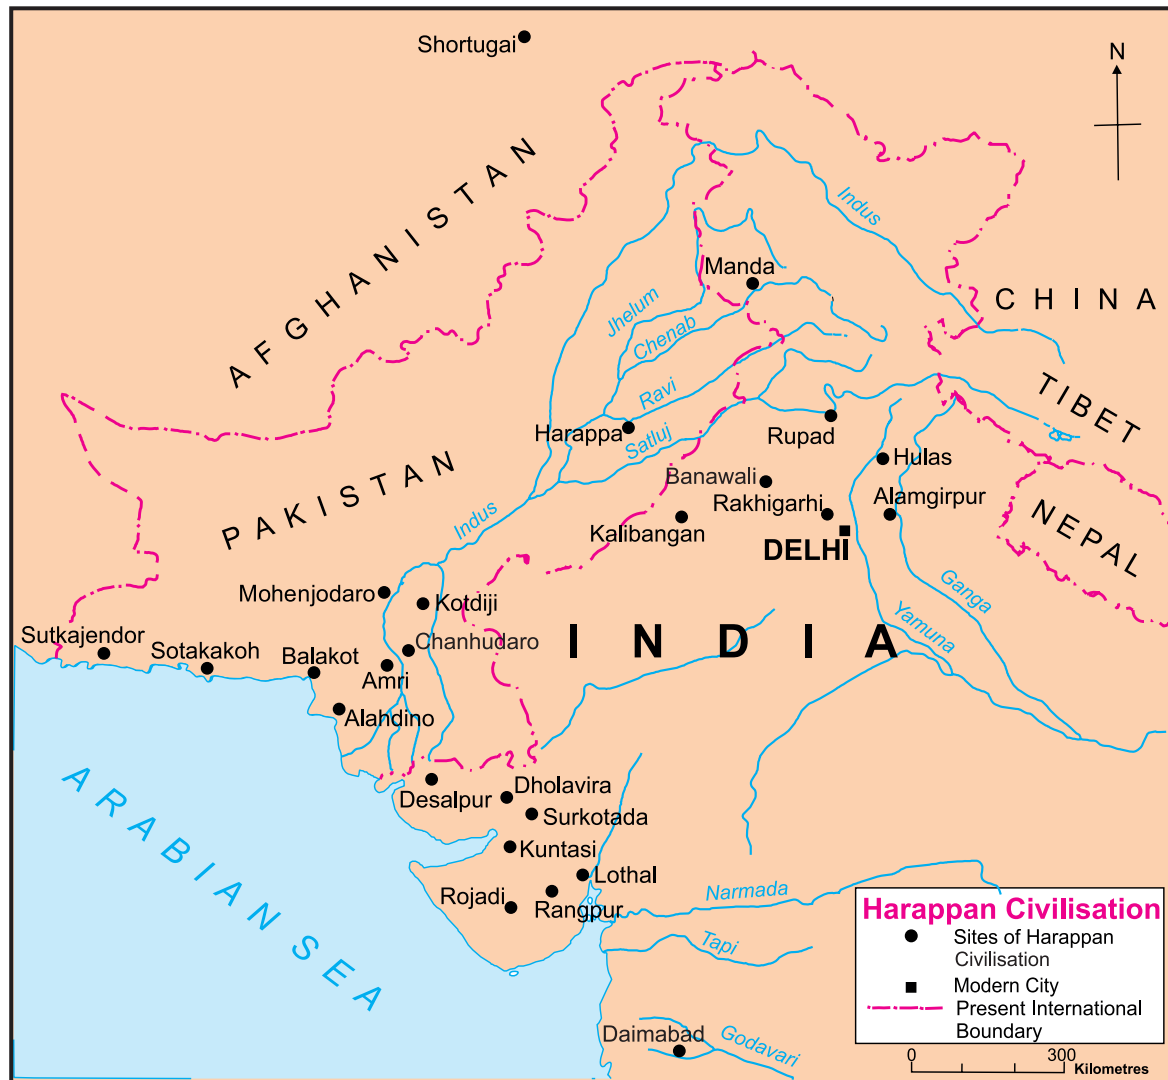 Shortugai
N
AFGHANISTAN
Indus
Manda
CHINA
Jhelum
Chenab
TIBET
Ravi
Harappa
Rupad
Satluj
Hulas
PAKISTAN
Banawali
Rakhigarhi
Alamgirpur
Indus
Kalibangan
NEPAL
DELHI
Mohenjodaro
Kotdiji
Ganga
Yamuna
Sutkajendor
Sotakakoh
Chanhudaro
INDIA
Balakot
Amri
Alahdino
ARABIAN SEA
Desalpur
Dholavira
Surkotada
Kuntasi
Lothal
Rojadi
Rangpur
Narmada
Tapi
Daimabad
Godavari
Harappan Civilisation
Sites of Harappan
Civilisation
Modern City
Present International
Boundary
0 300
Kilometres